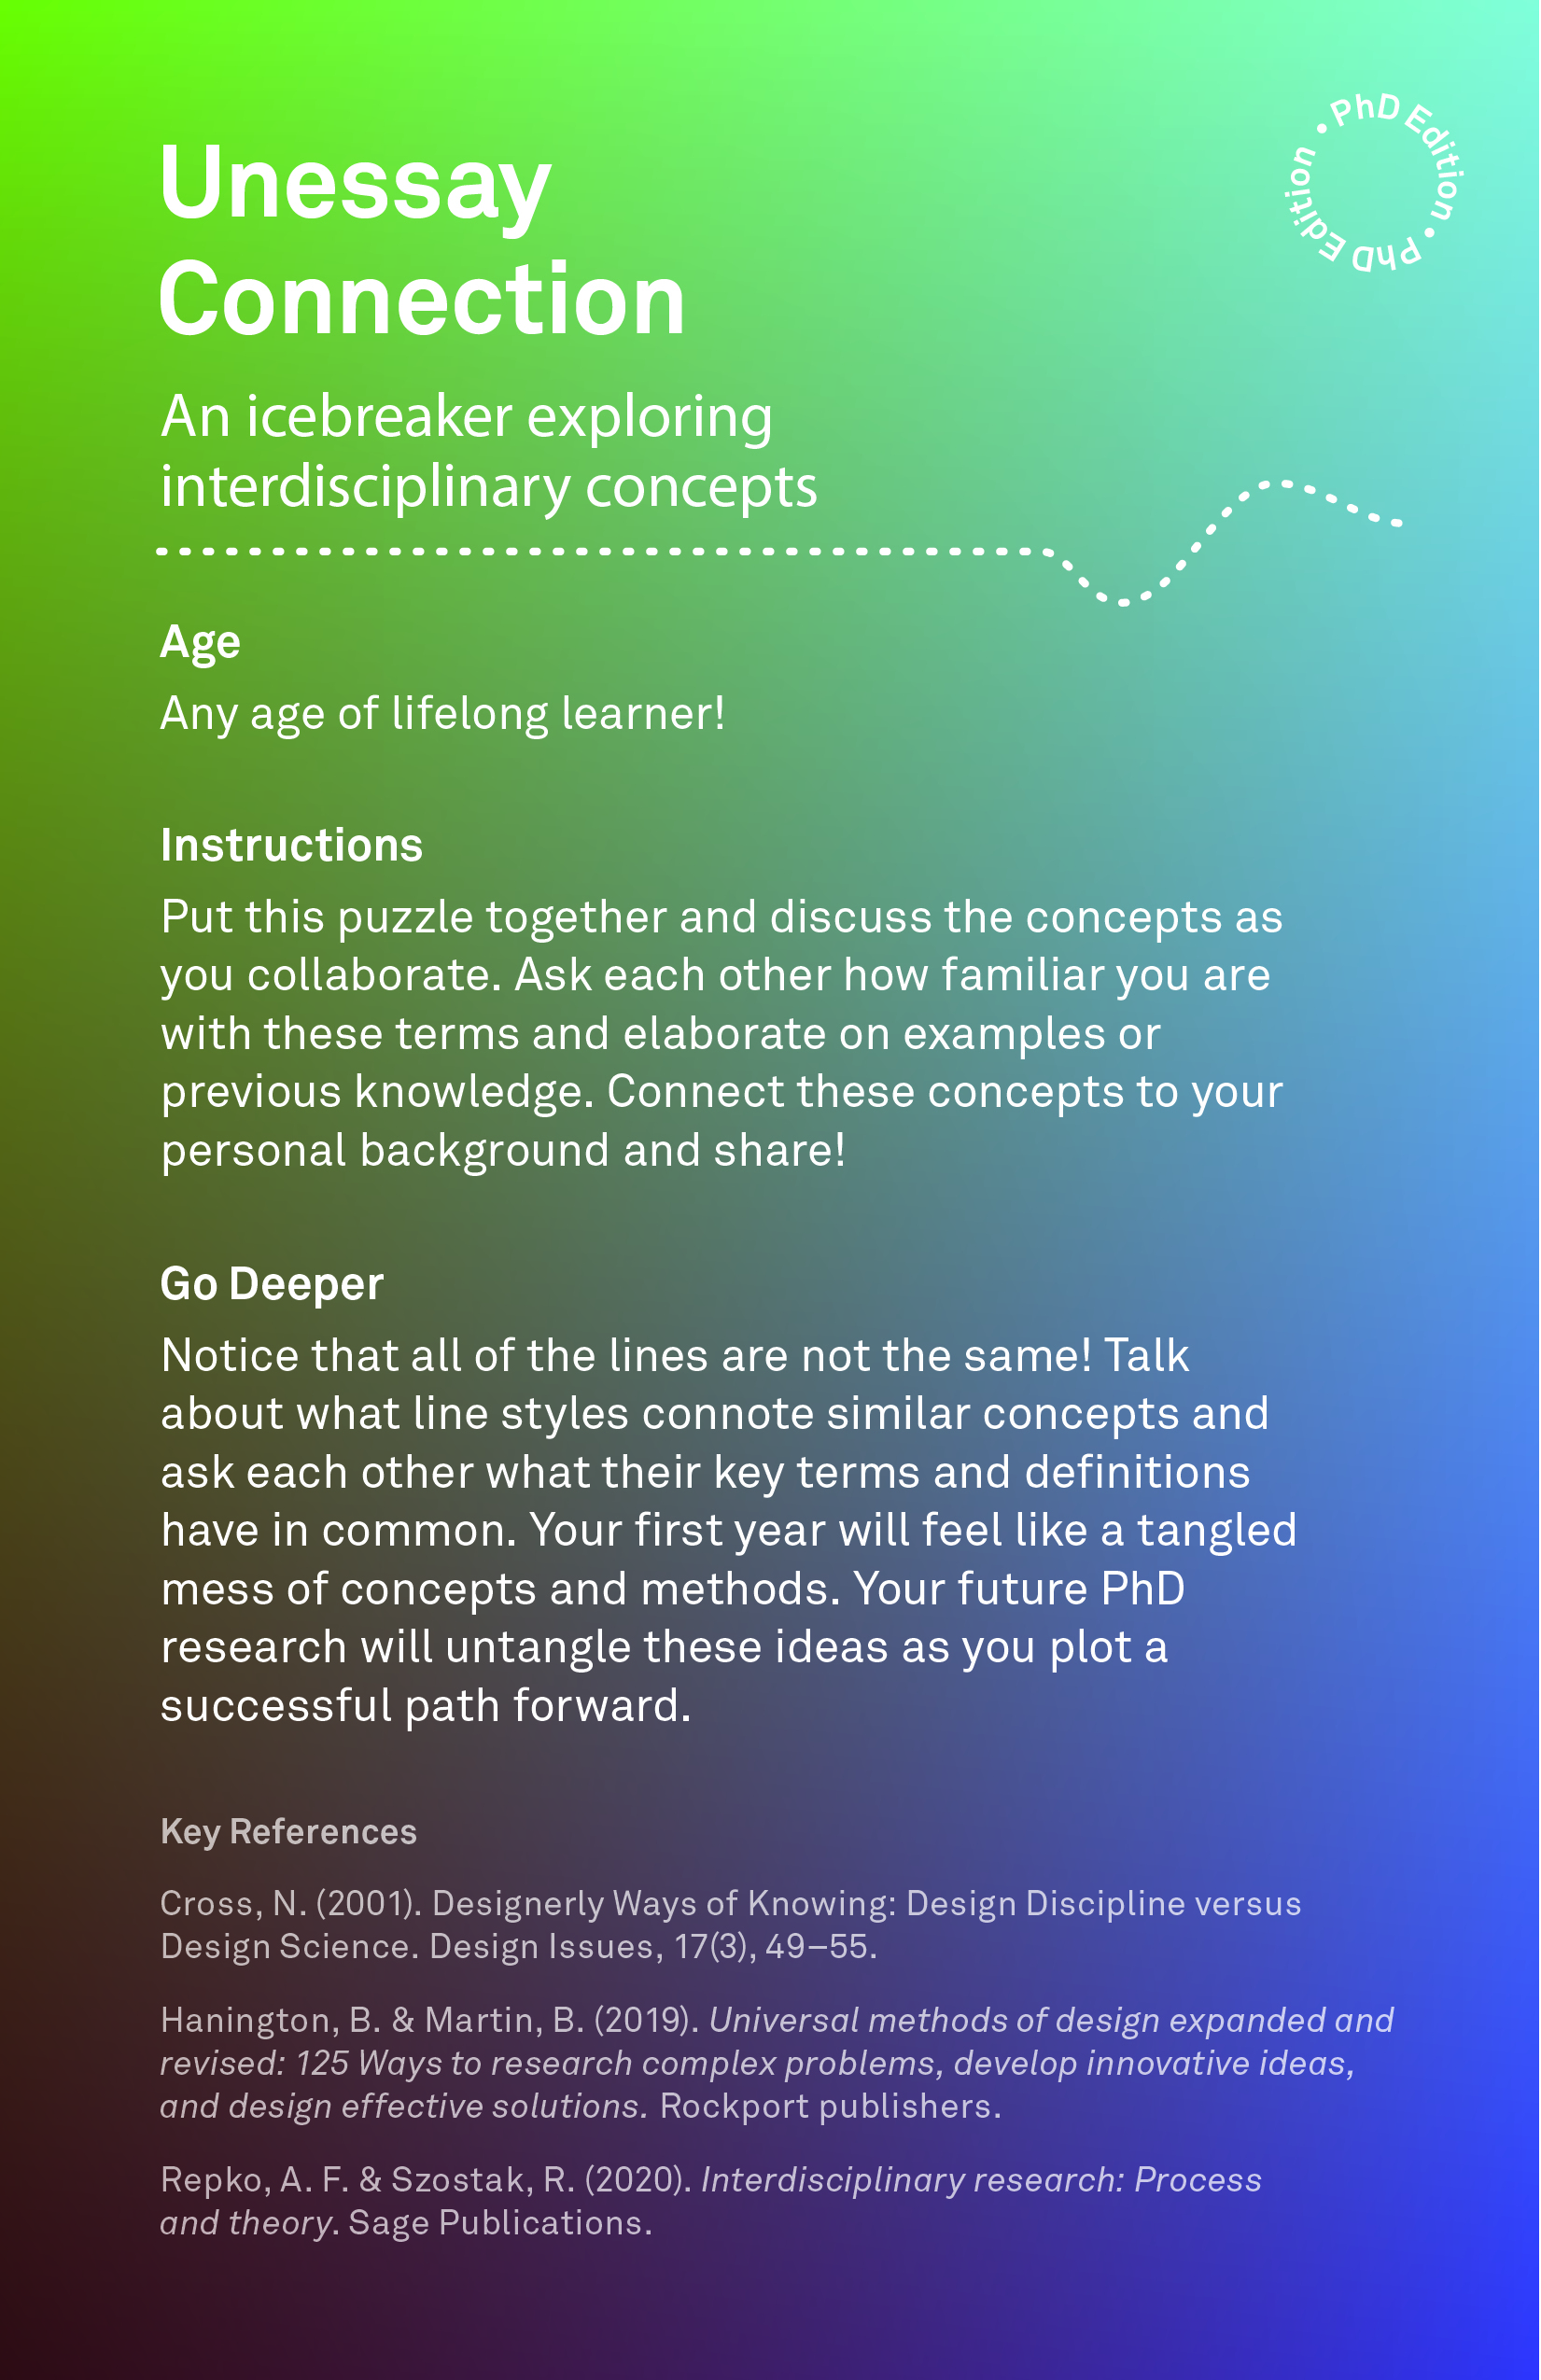 Unessay
Connection
• PhD Edition • PhD Edition
An icebreaker exploring
interdisciplinary concepts
Age
Any age of lifelong learner!
Instructions
Put this puzzle together and discuss the concepts as
you collaborate. Ask each other how familiar you are
with these terms and elaborate on examples or
previous knowledge. Connect these concepts to your
personal background and share!
Go Deeper
Notice that all of the lines are not the same! Talk
about what line styles connote similar concepts and
ask each other what their key terms and definitions
have in common. Your first year will feel like a tangled
mess of concepts and methods. Your future PhD
research will untangle these ideas as you plot a
successful path forward.
Key References
Cross, N. (2001). Designerly Ways of Knowing: Design Discipline versus
Design Science. Design Issues, 17(3), 49–55.
Hanington, B. & Martin, B. (2019). Universal methods of design expanded and
revised: 125 Ways to research complex problems, develop innovative ideas,
and design effective solutions. Rockport publishers.
Repko, A. F. & Szostak, R. (2020). Interdisciplinary research: Process
and theory. Sage Publications.